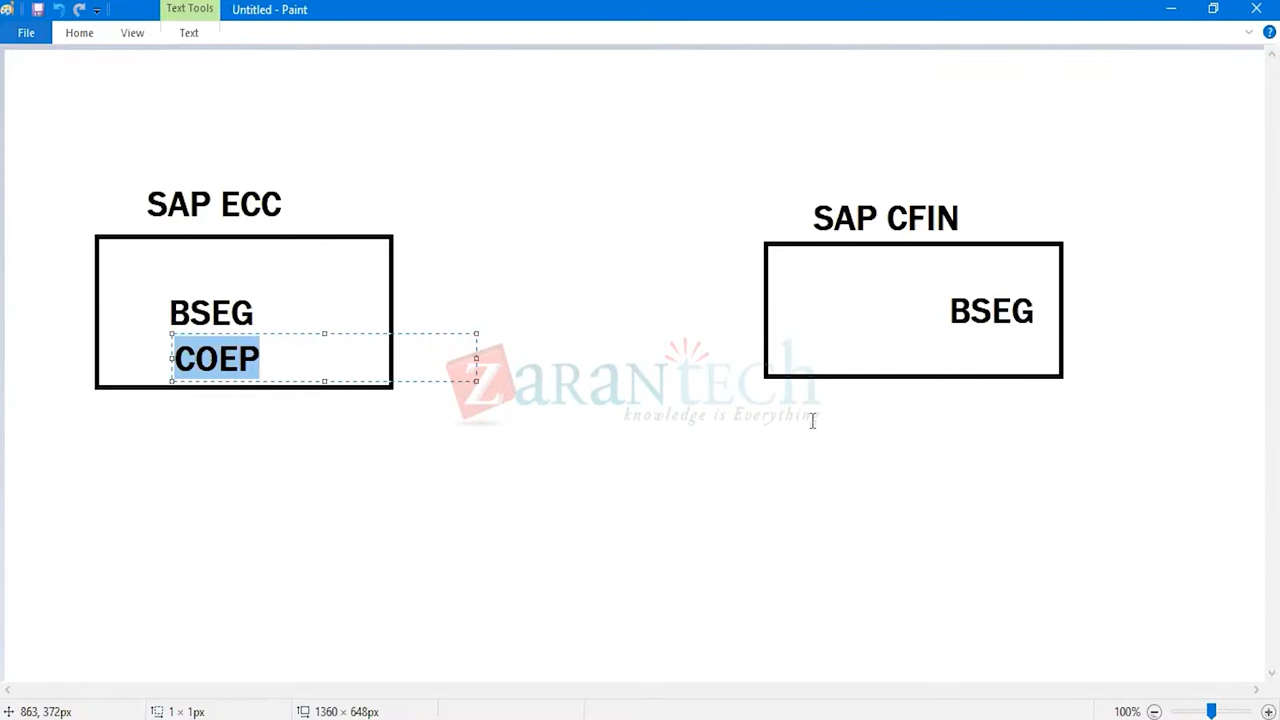 Text Tools
Untitled - Paint
File
Home
View
Text
SAP ECC
SAP CFIN
BSEG
BSEG
COEP
ZARANTECH
knowledge is Everything
863, 372px
1 × 1px
1360 × 648px
100%